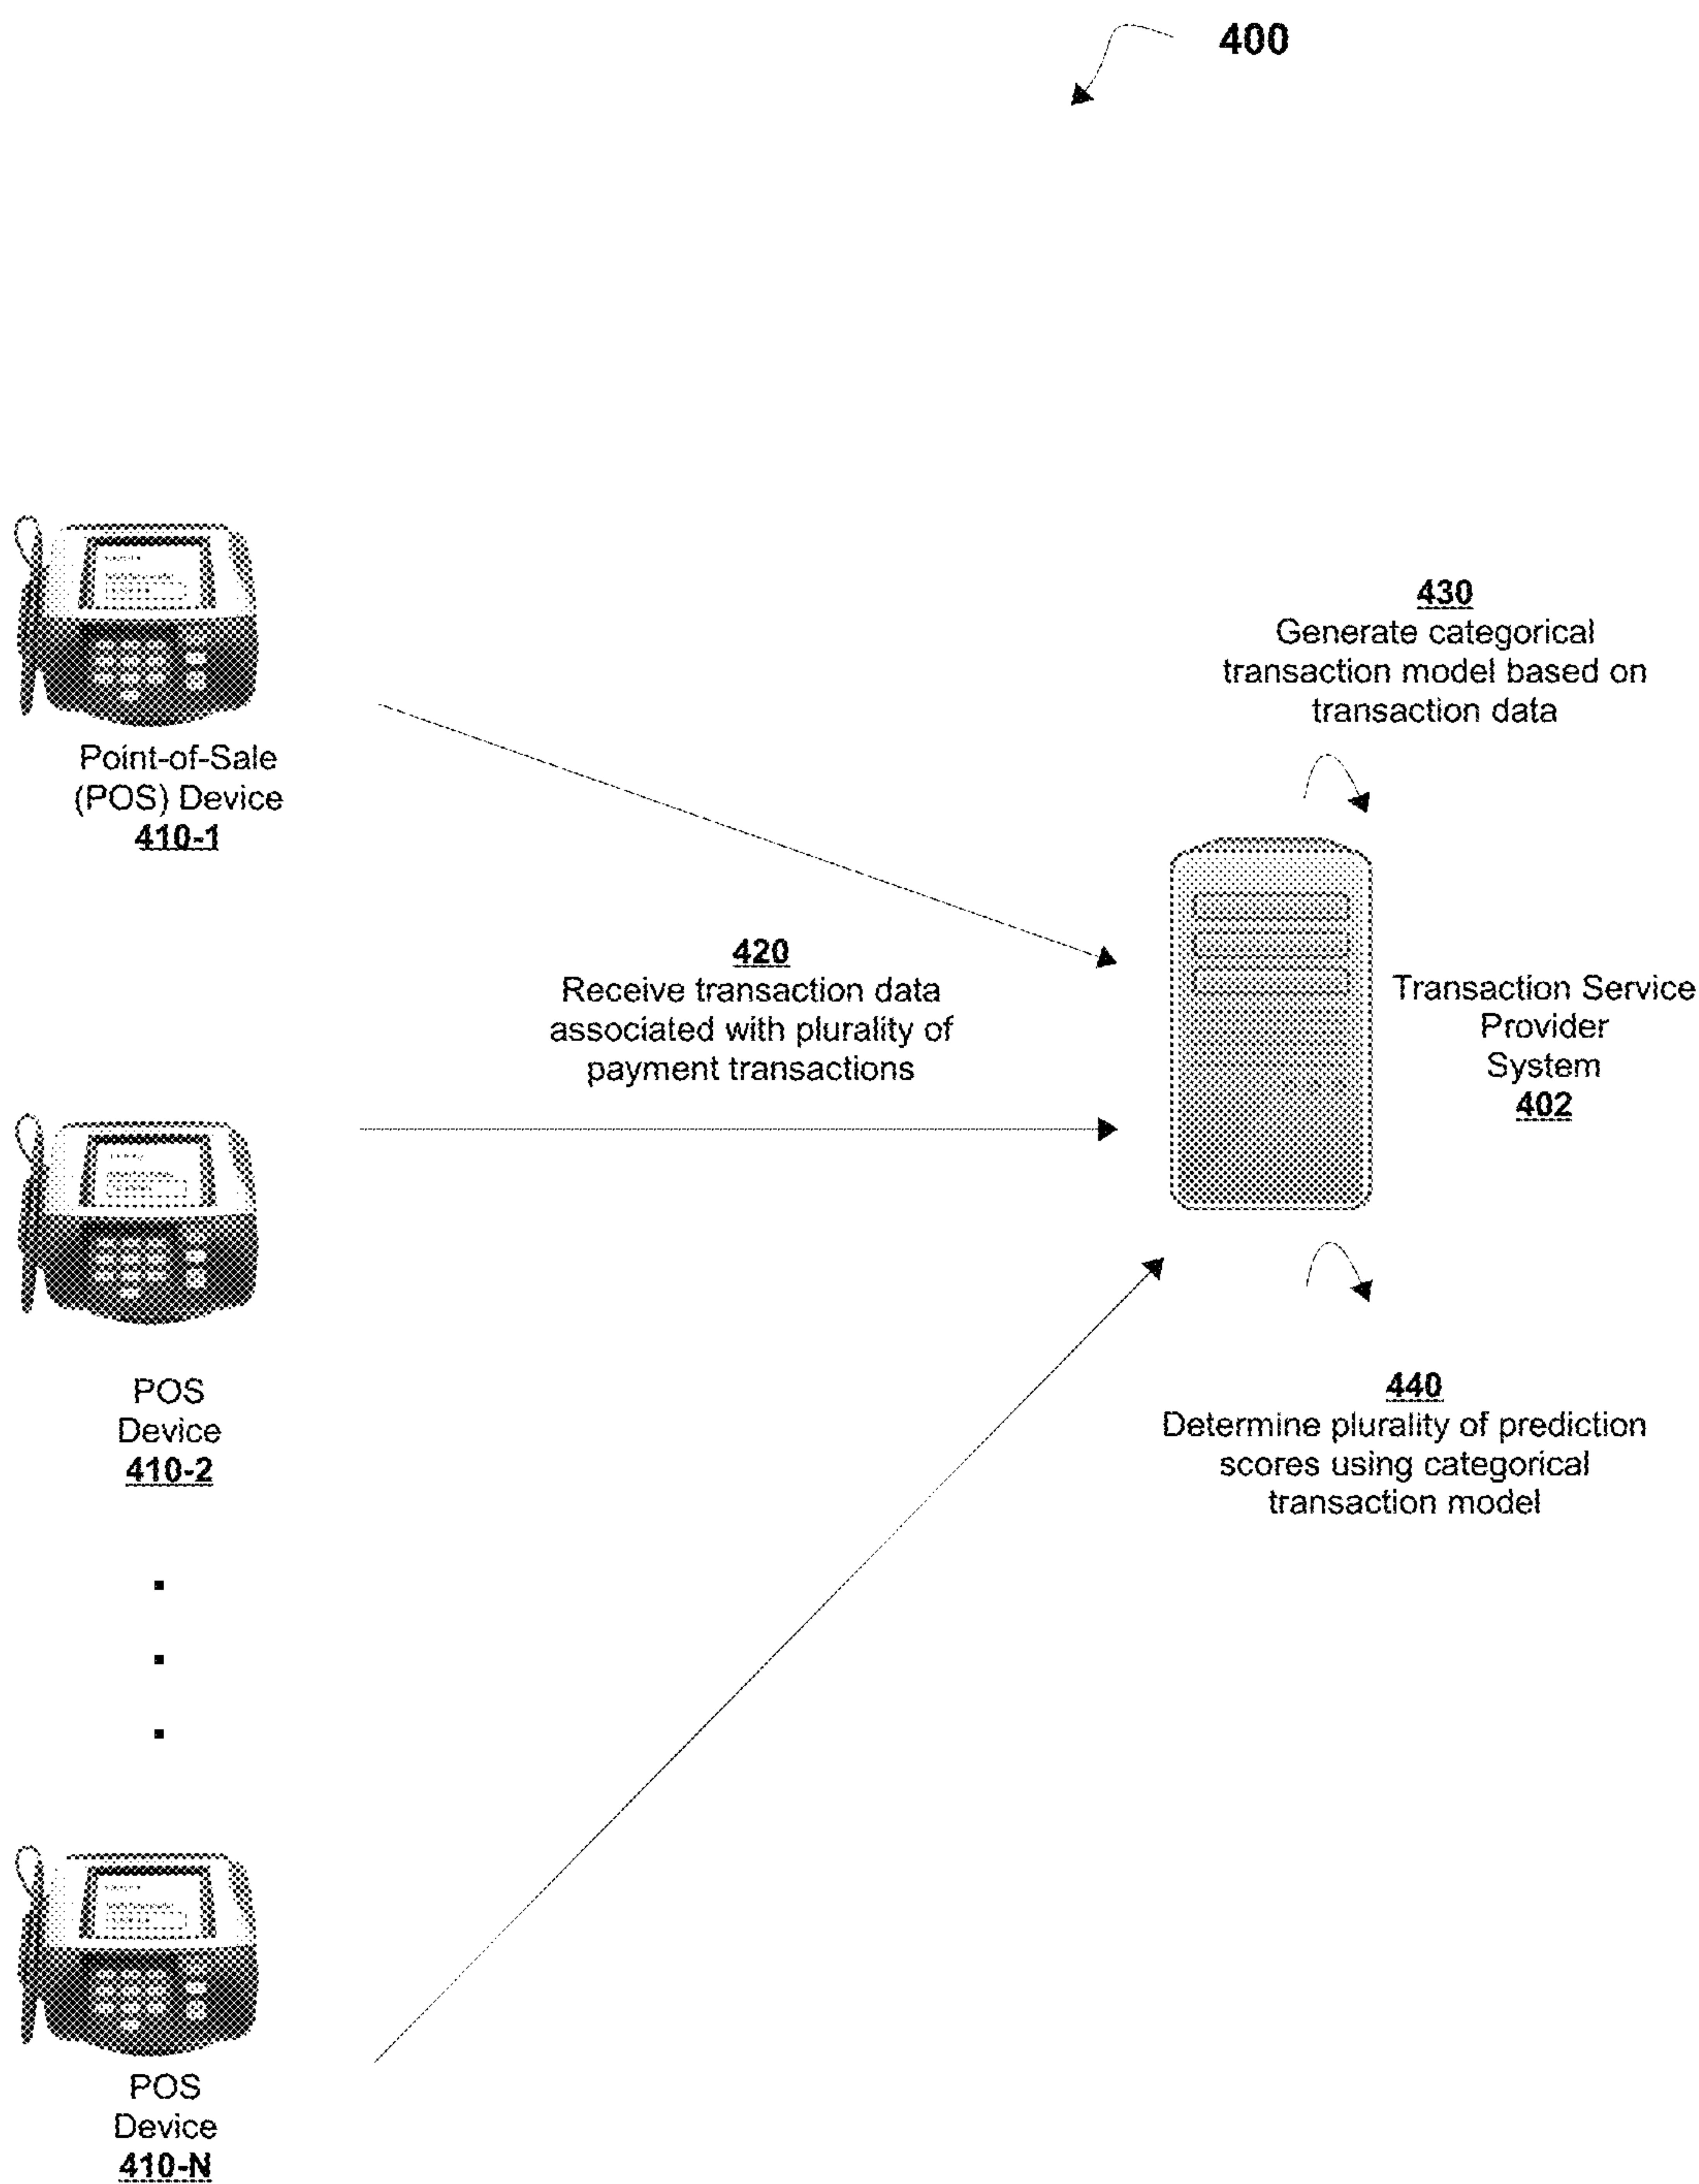 400
Point-of-Sale
(POS) Device
410-1
420
Receive transaction data
associated with plurality of
payment transactions
430
Generate categorical
transaction model based on
transaction data
Transaction Service
Provider
System
402
POS
Device
410-2
440
Determine plurality of prediction
scores using categorical
transaction model
POS
Device
410-N